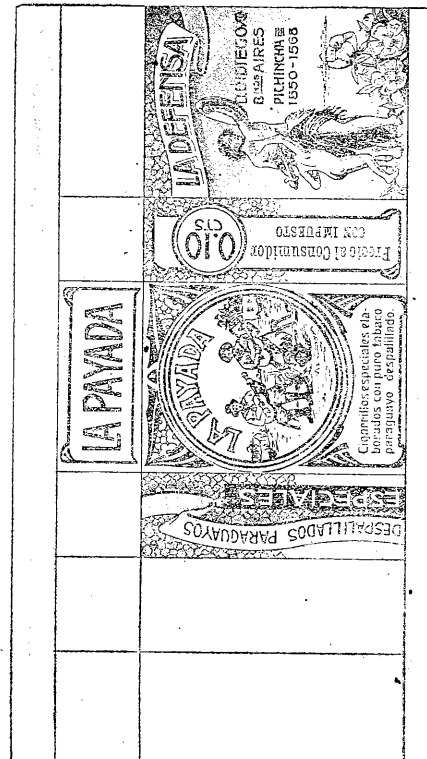 LA DEFENSA
BNOS AIRES
PICHINCHA
1550-1568
0.10
CTS
Precio al Consumidor
CON IMPUESTO
LA PAYADA
LA PAYADA
Cigarrillos especiales ela-
borados con puro tabaco
paraguayo despalillado.
ESPECIALES
DESPALILLADOS PARAGUAYOS